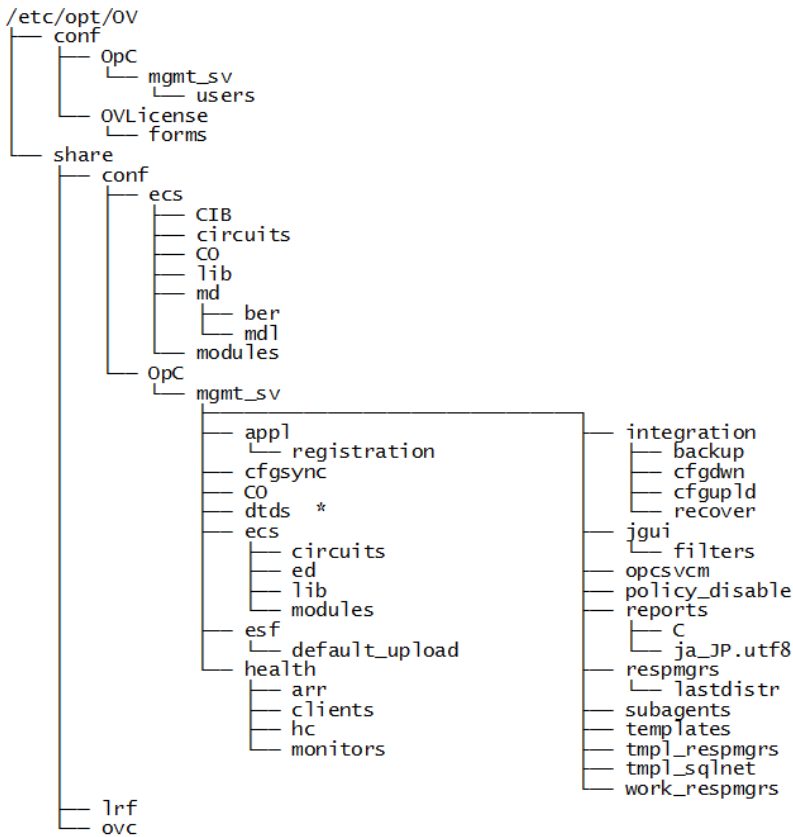 /etc/opt/OV
conf
OpC
mgmt_sv
users
OVLicense
forms
share
conf
ecs
CIB
circuits
CO
lib
md
ber
mdl
modules
OpC
mgmt_sv
appl
registration
cfgsync
CO
dtds *
ecs
circuits
ed
lib
modules
esf
default_upload
health
arr
clients
hc
monitors
integration
backup
cfgdwn
cfgupld
recover
jgui
filters
opcsvcm
policy_disable
reports
C
ja_JP.utf8
respmgrs
lastdistr
subagents
templates
tmpl_respmgrs
tmpl_sqlnet
work_respmgrs
lrf
ovc